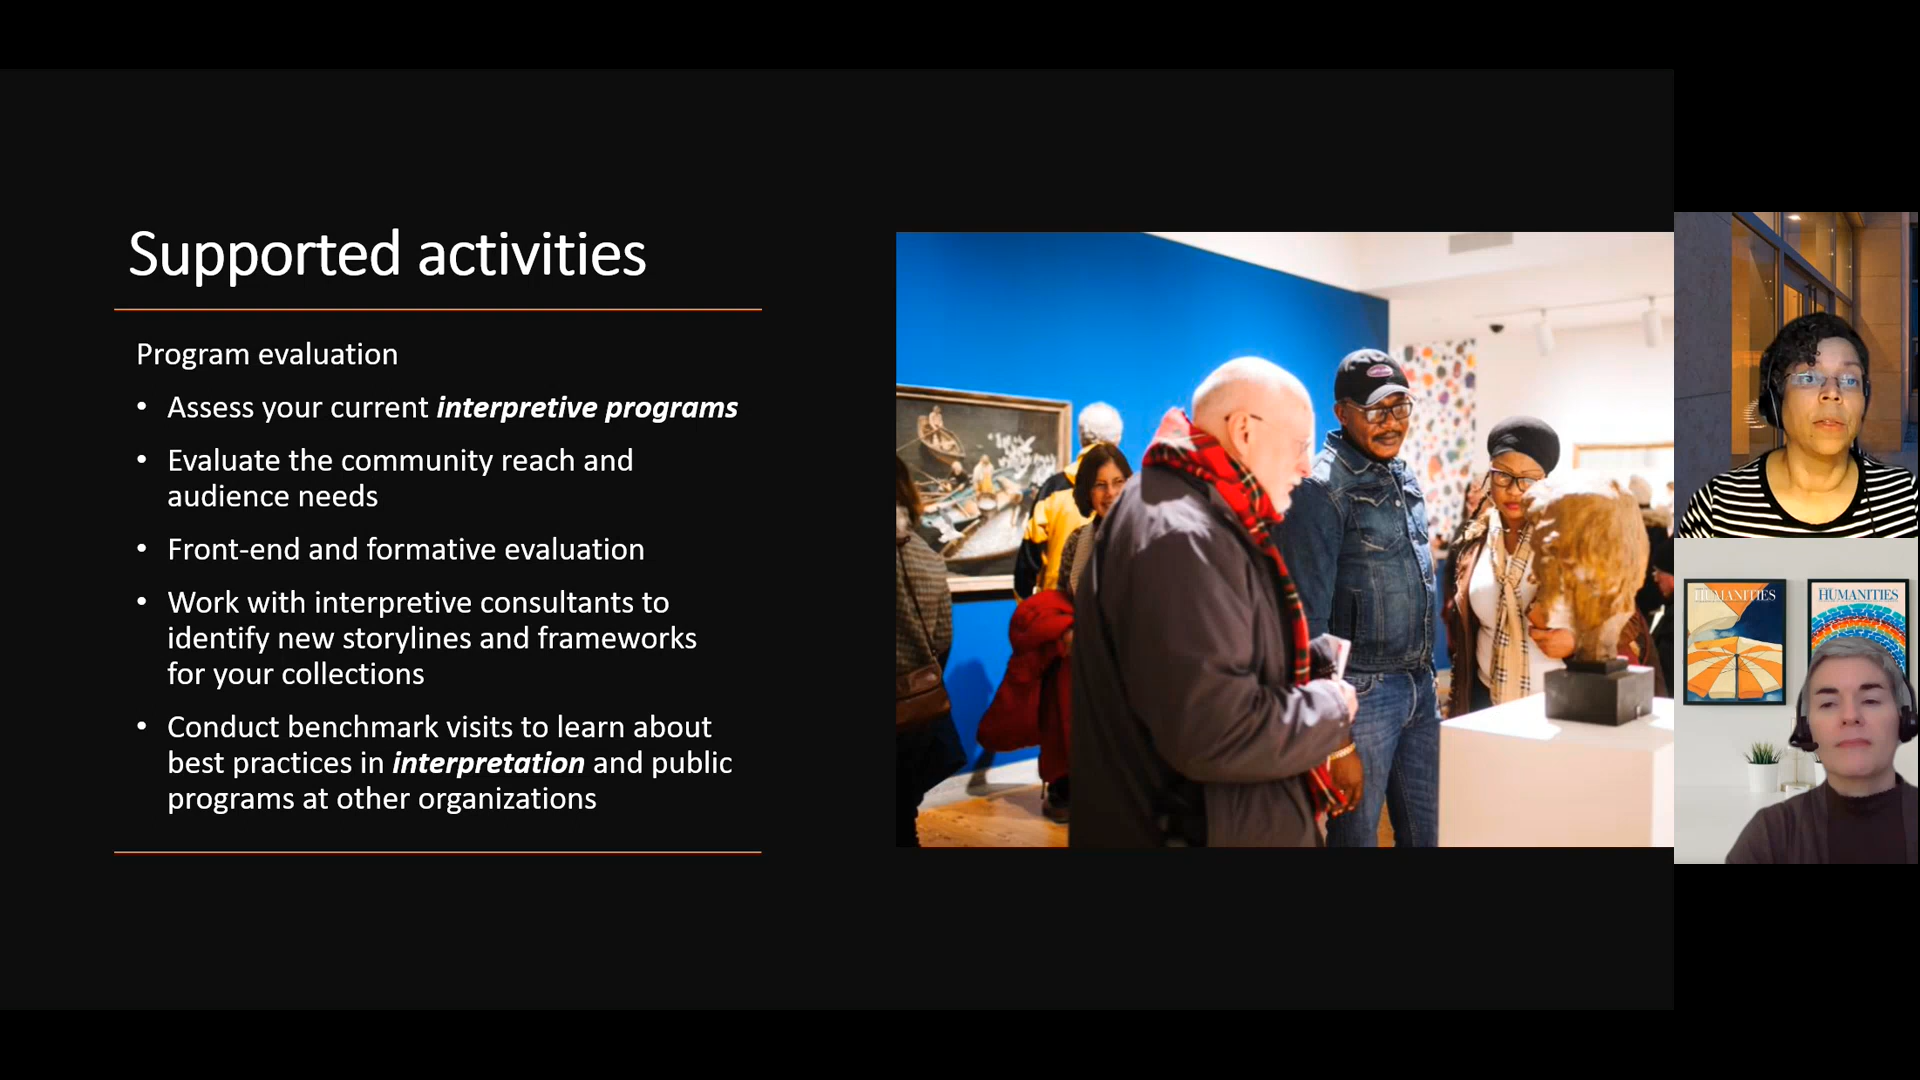 Supported activities
Program evaluation
• Assess your current interpretive programs
• Evaluate the community reach and
audience needs
• Front-end and formative evaluation
• Work with interpretive consultants to
identify new storylines and frameworks
for your collections
• Conduct benchmark visits to learn about
best practices in interpretation and public
programs at other organizations
HUMANITIES
HUMANITIES